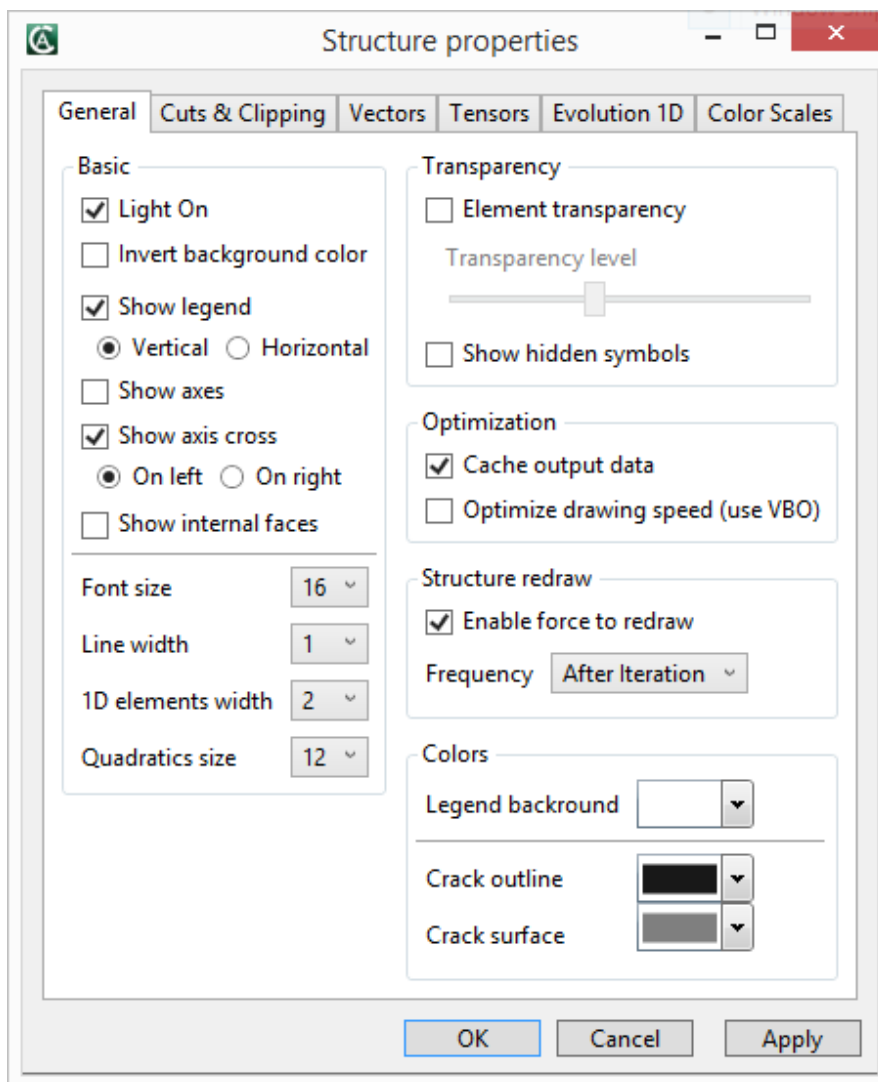 Structure properties
General
Cuts & Clipping
Vectors
Tensors
Evolution 1D
Color Scales
Basic
Light On
Invert background color
Show legend
Vertical
Horizontal
Show axes
Show axis cross
On left
On right
Show internal faces
Font size
16
Line width
1
1D elements width
2
Quadratics size
12
Transparency
Element transparency
Transparency level
Show hidden symbols
Optimization
Cache output data
Optimize drawing speed (use VBO)
Structure redraw
Enable force to redraw
Frequency
After Iteration
Colors
Legend backround
Crack outline
Crack surface
OK
Cancel
Apply